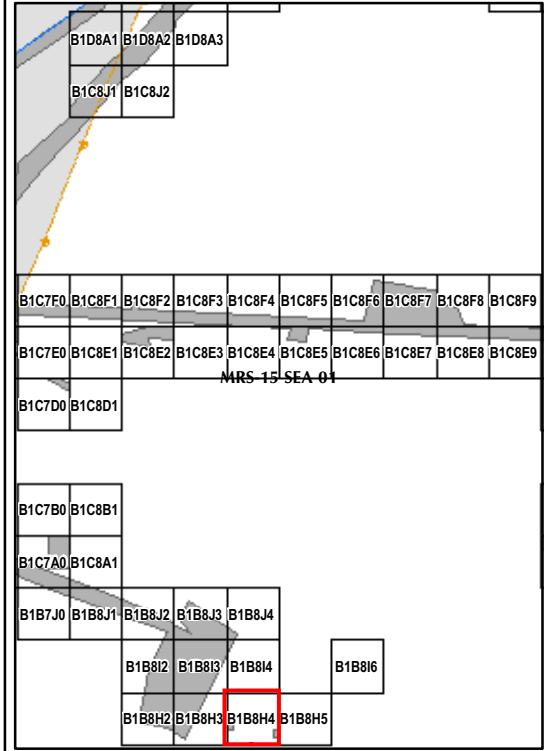 B1D8A1 B1D8A2 B1D8A3
B1C8J1 B1C8J2
B1C7F0 B1C8F1 B1C8F2 B1C8F3 B1C8F4 B1C8F5 B1C8F6 B1C8F7 B1C8F8 B1C8F9
B1C7E0 B1C8E1 B1C8E2 B1C8E3 B1C8E4 B1C8E5 B1C8E6 B1C8E7 B1C8E8 B1C8E9
MRS-15 SEA 01
B1C7D0 B1C8D1
B1C7B0 B1C8B1
B1C7A0 B1C8A1
B1B7J0 B1B8J1 B1B8J2 B1B8J3 B1B8J4
B1B8I2 B1B8I3 B1B8I4 B1B8I6
B1B8H2 B1B8H3 B1B8H4 B1B8H5